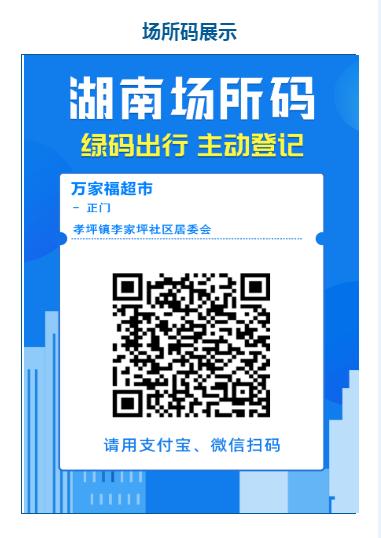 场所码展示
湖南场所码
绿码出行 主动登记
万家福超市
- 正门
孝坪镇李家坪社区居委会
请用支付宝、微信扫码